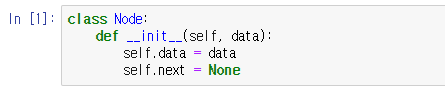 In [1]: class Node:
    def __init__(self, data):
        self.data = data
        self.next = None